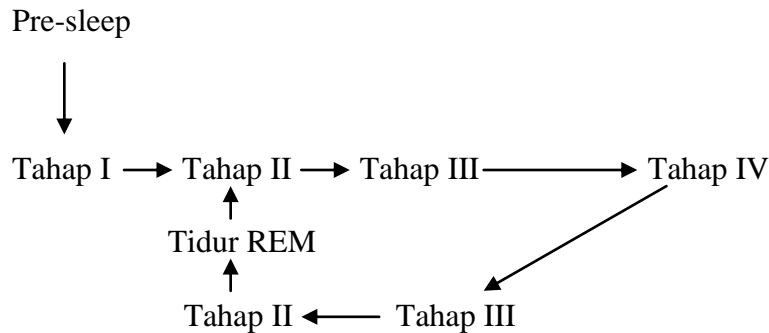 Pre-sleep
Tahap I Tahap II Tahap III Tahap IV
Tidur REM
Tahap II Tahap III